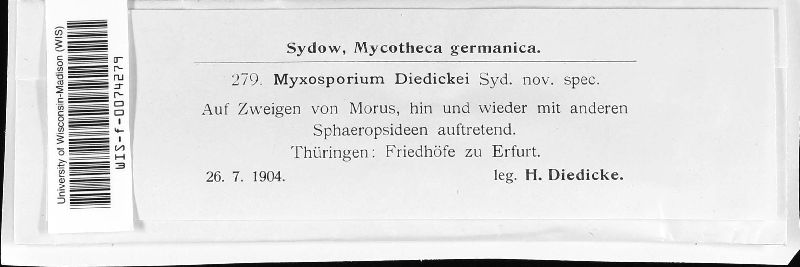 University of Wisconsin-Madison (WIS)
WIS-f-0074279
Sydow, Mycotheca germanica.
279. Myxosporium Diedickei Syd. nov. spec.
Auf Zweigen von Morus, hin und wieder mit anderen
Sphaeropsideen auftretend.
Thüringen: Friedhöfe zu Erfurt.
26. 7. 1904. leg. H. Diedicke.